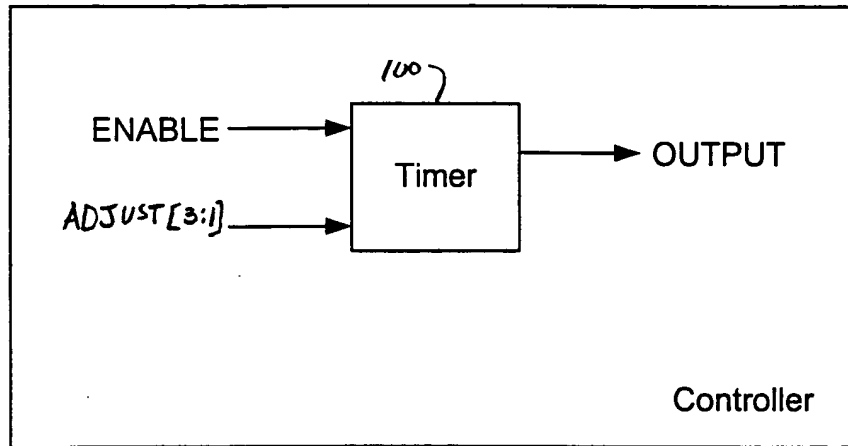 100
ENABLE
Timer
OUTPUT
ADJUST[3:1]
Controller